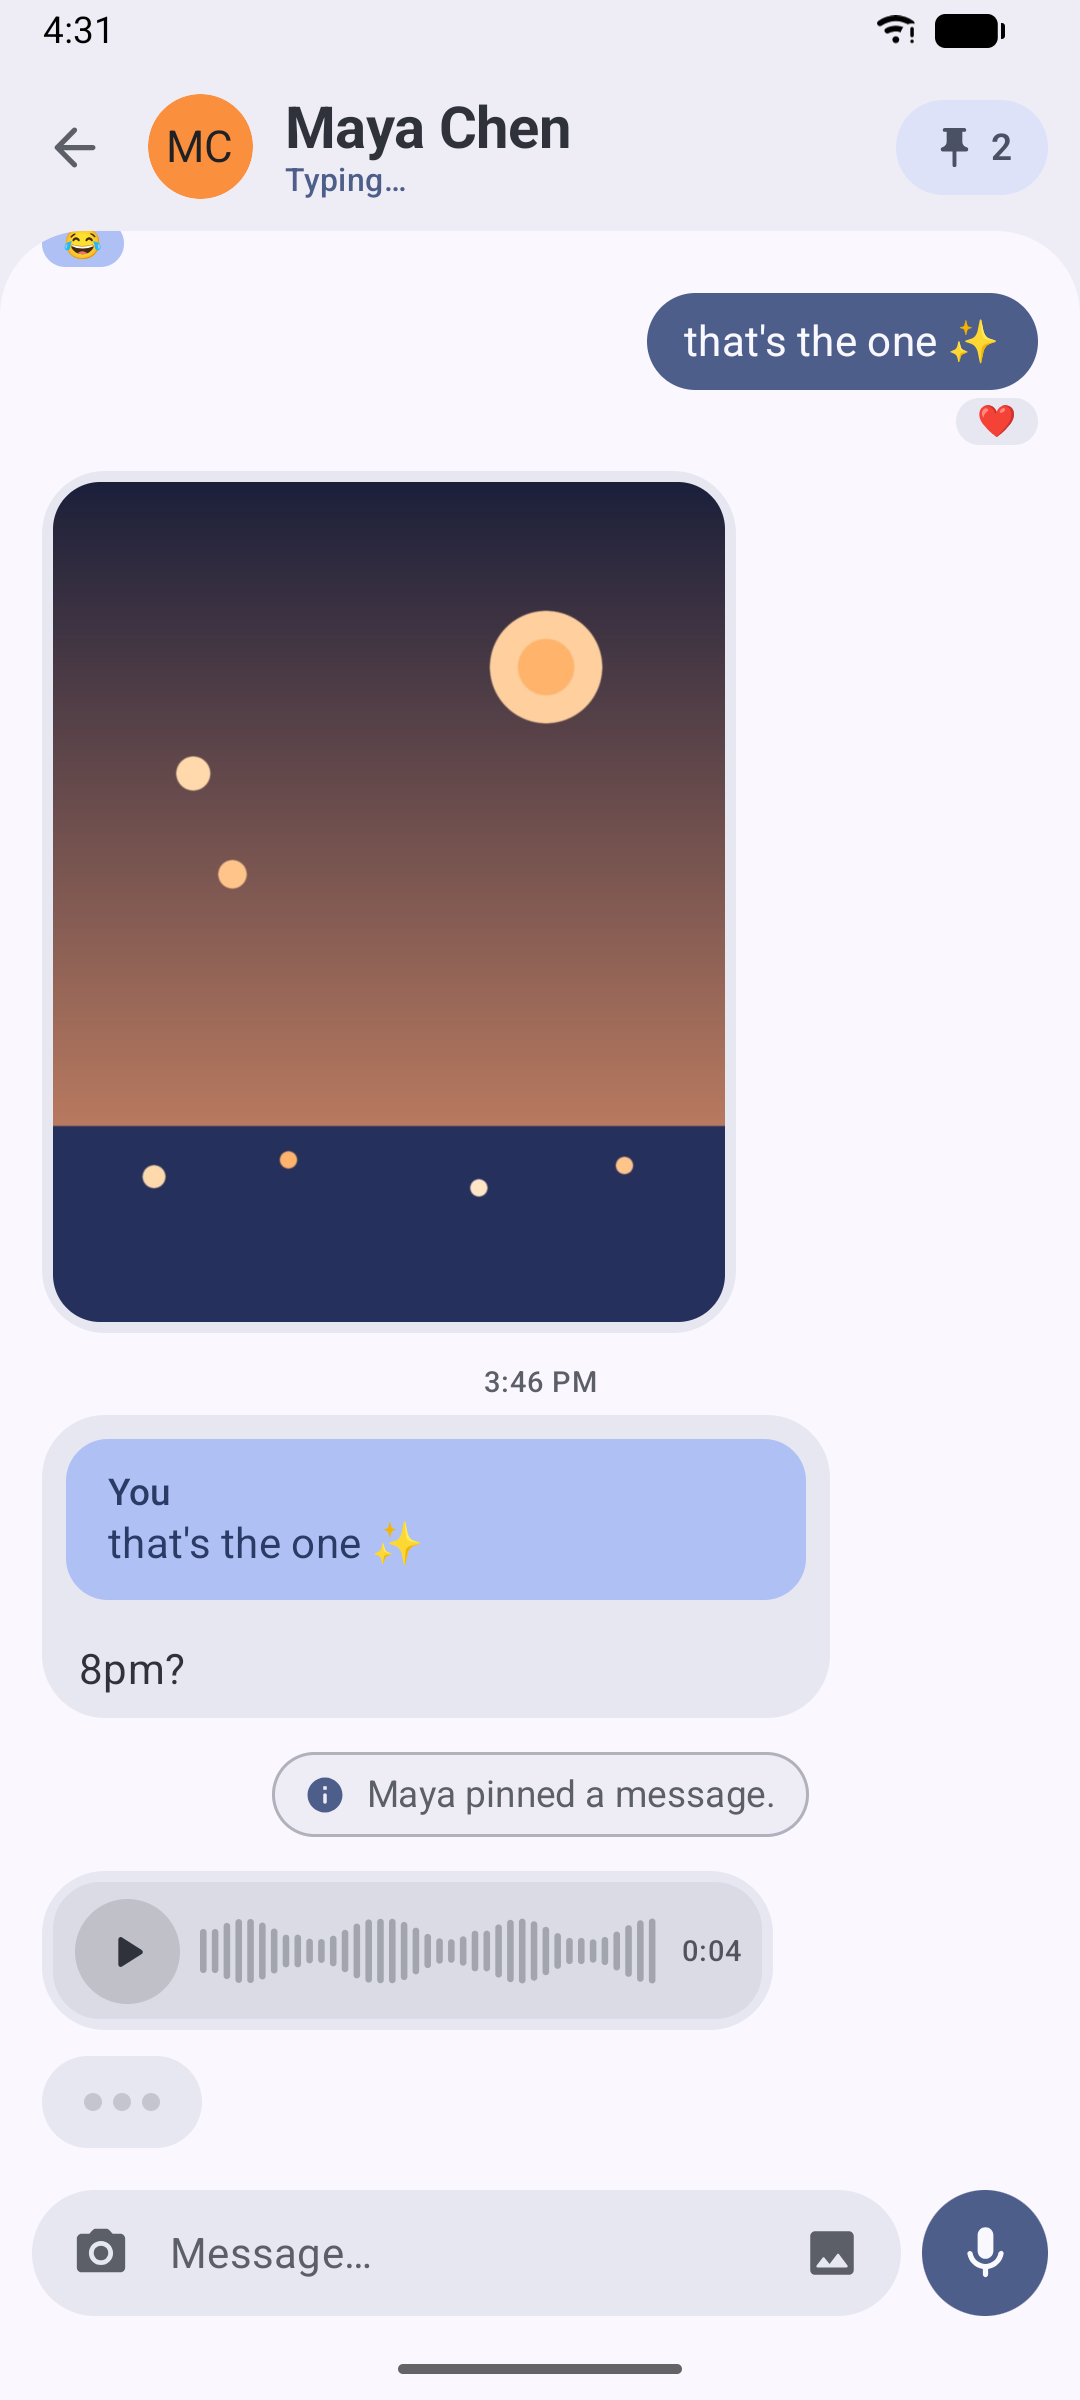 4:31
MC
Maya Chen
Typing…
2
😂
that's the one ✨
❤️
3:46 PM
You
that's the one ✨
8pm?
Maya pinned a message.
0:04
Message…